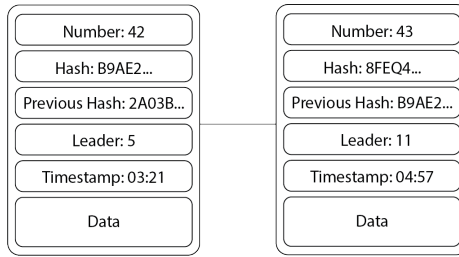 Number: 42
Hash: B9AE2...
Previous Hash: 2A03B...
Leader: 5
Timestamp: 03:21
Data
Number: 43
Hash: 8FEQ4...
Previous Hash: B9AE2...
Leader: 11
Timestamp: 04:57
Data